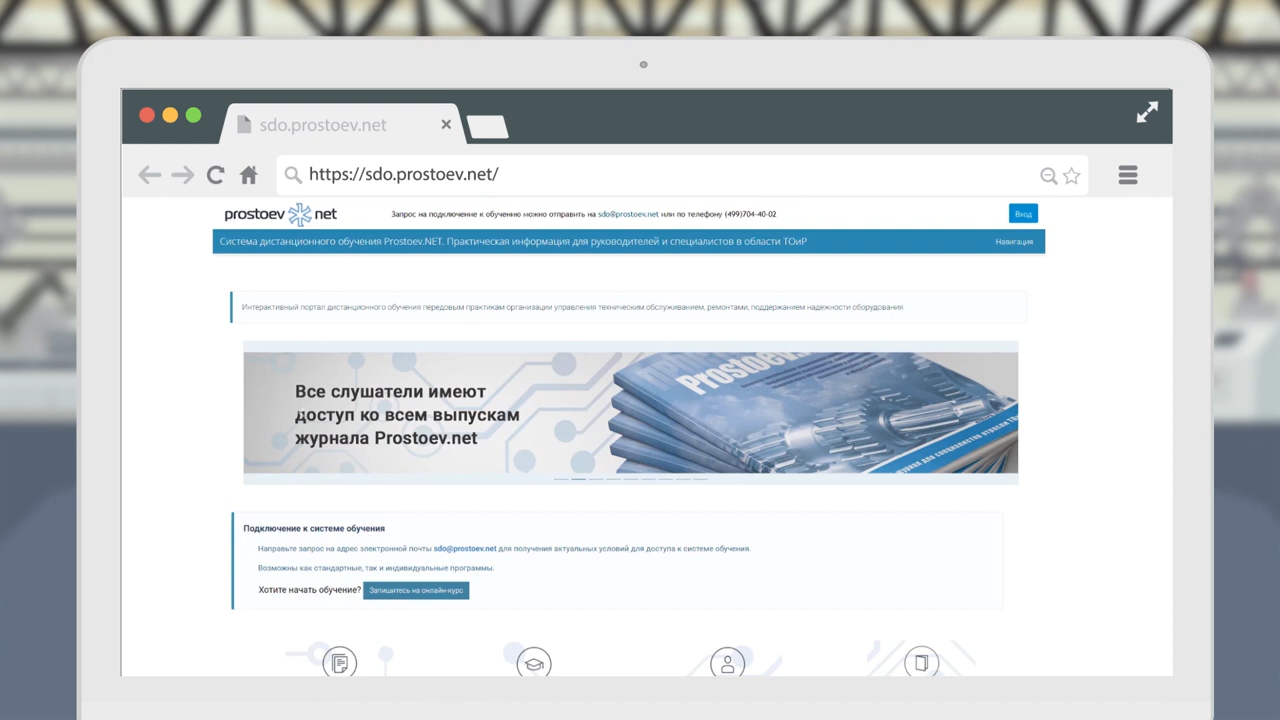 sdo.prostoev.net
https://sdo.prostoev.net/
prostoev net
Запрос на подключение к обучению можно отправить на sdo@prostoev.net или по телефону (499)704-40-02
Вход
Система дистанционного обучения Prostoev.NET. Практическая информация для руководителей и специалистов в области ТОиР
Навигация
Интерактивный портал дистанционного обучения передовым практикам организации управления техническим обслуживанием, ремонтами, поддержанием надежности оборудования
Все слушатели имеют
доступ ко всем выпускам
журнала Prostoev.net
Prostoev
Подключение к системе обучения
Направьте запрос на адрес электронной почты sdo@prostoev.net для получения актуальных условий для доступа к системе обучения.
Возможны как стандартные, так и индивидуальные программы.
Хотите начать обучение? Запишитесь на онлайн-курс